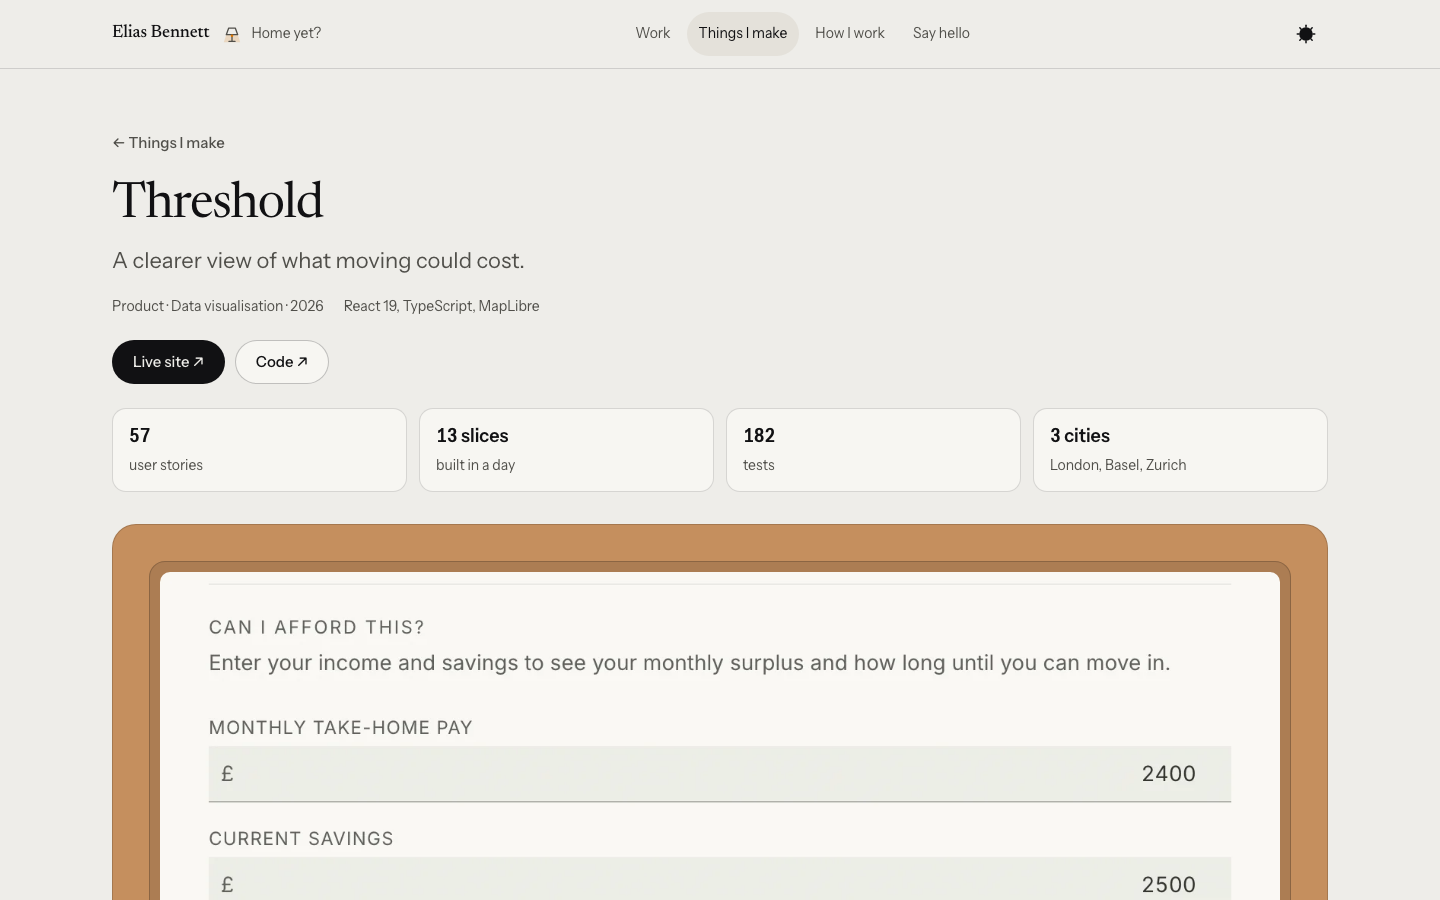 Elias Bennett
Home yet?
Work
Things I make
How I work
Say hello
← Things I make
Threshold
A clearer view of what moving could cost.
Product · Data visualisation · 2026
React 19, TypeScript, MapLibre
Live site ↗
Code ↗
57
user stories
13 slices
built in a day
182
tests
3 cities
London, Basel, Zurich
CAN I AFFORD THIS?
Enter your income and savings to see your monthly surplus and how long until you can move in.
MONTHLY TAKE-HOME PAY
£ 2400
CURRENT SAVINGS
£ 2500